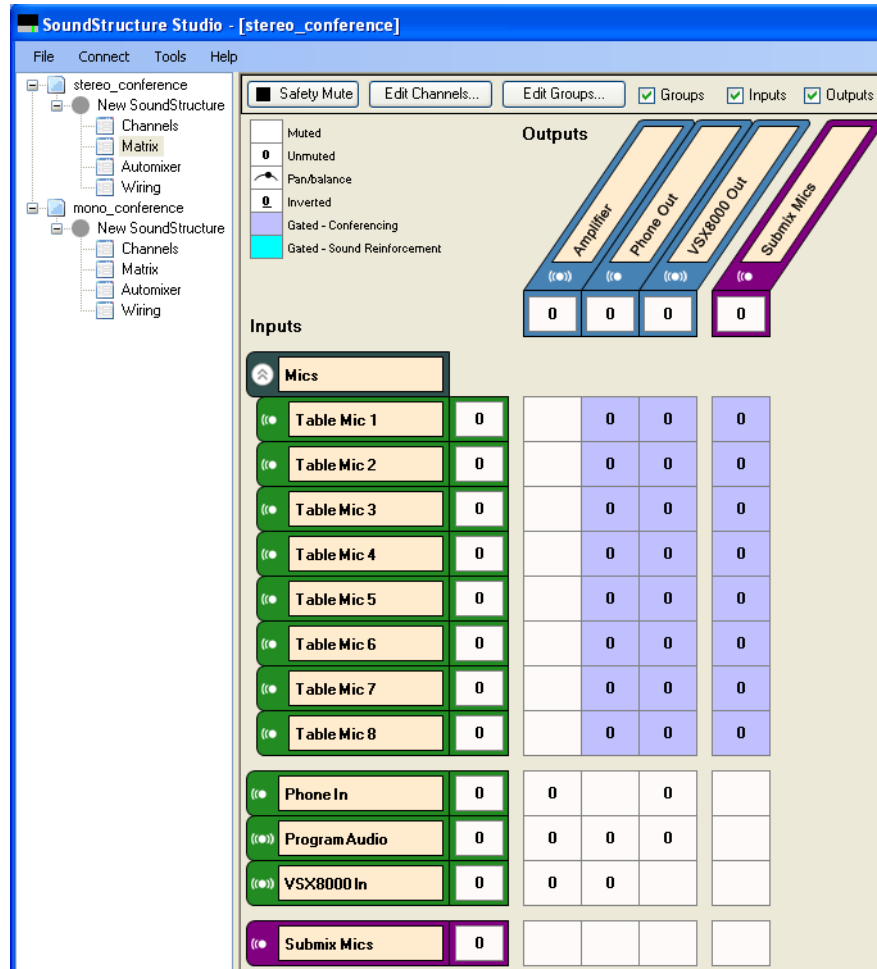 SoundStructure Studio - [stereo_conference]
File Connect Tools Help
stereo_conference
New SoundStructure
Channels
Matrix
Automixer
Wiring
mono_conference
New SoundStructure
Channels
Matrix
Automixer
Wiring
Safety Mute Edit Channels... Edit Groups... Groups Inputs Outputs
Muted
0 Unmuted
Pan/balance
0 Inverted
Gated - Conferencing
Gated - Sound Reinforcement
Outputs
Amplifier
Phone Out
VSX8000 Out
Submix Mics
0 0 0 0
Inputs
Mics
Table Mic 1 0 0 0 0
Table Mic 2 0 0 0 0
Table Mic 3 0 0 0 0
Table Mic 4 0 0 0 0
Table Mic 5 0 0 0 0
Table Mic 6 0 0 0 0
Table Mic 7 0 0 0 0
Table Mic 8 0 0 0 0
Phone In 0 0 0
Program Audio 0 0 0 0
VSX8000 In 0 0 0
Submix Mics 0